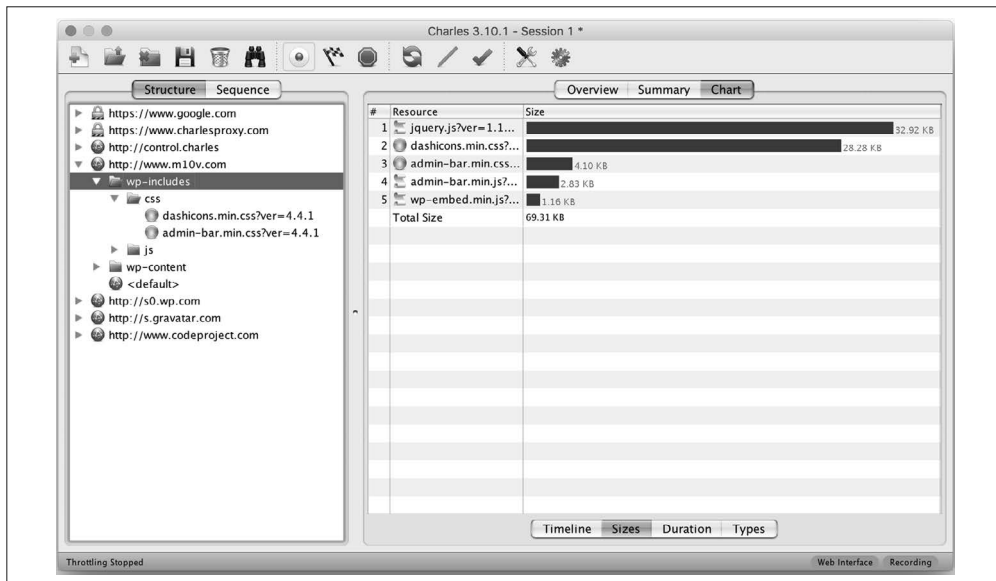 Charles 3.10.1 - Session 1 *
Structure Sequence
https://www.google.com
https://www.charlesproxy.com
http://control.charles
http://www.m10v.com
wp-includes
css
dashicons.min.css?ver=4.4.1
admin-bar.min.css?ver=4.4.1
js
wp-content
<default>
http://s0.wp.com
http://s.gravatar.com
http://www.codeproject.com
Overview Summary Chart
# Resource Size
1 jquery.js?ver=1.1... 32.92 KB
2 dashicons.min.css?... 28.28 KB
3 admin-bar.min.css... 4.10 KB
4 admin-bar.min.js?... 2.83 KB
5 wp-embed.min.js?... 1.16 KB
Total Size 69.31 KB
Timeline Sizes Duration Types
Throttling Stopped Web Interface Recording